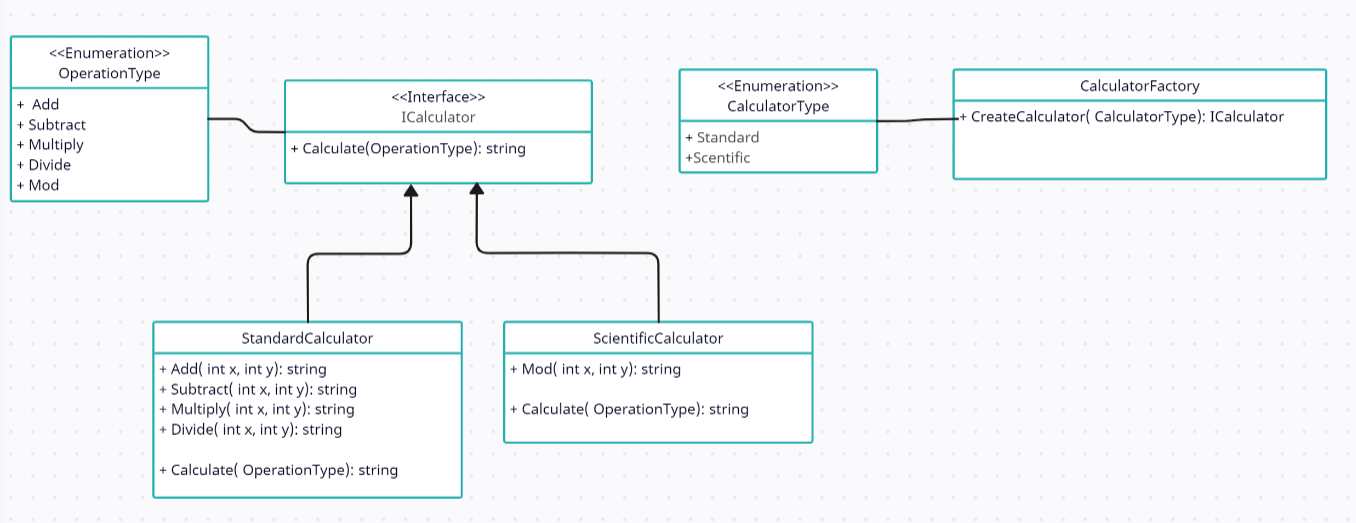 <<Enumeration>>
OperationType
+ Add
+ Subtract
+ Multiply
+ Divide
+ Mod
<<Interface>>
ICalculator
+ Calculate(OperationType): string
<<Enumeration>>
CalculatorType
+ Standard
+Scentific
CalculatorFactory
+ CreateCalculator( CalculatorType): ICalculator
StandardCalculator
+ Add( int x, int y): string
+ Subtract( int x, int y): string
+ Multiply( int x, int y): string
+ Divide( int x, int y): string
+ Calculate( OperationType): string
ScientificCalculator
+ Mod( int x, int y): string
+ Calculate( OperationType): string